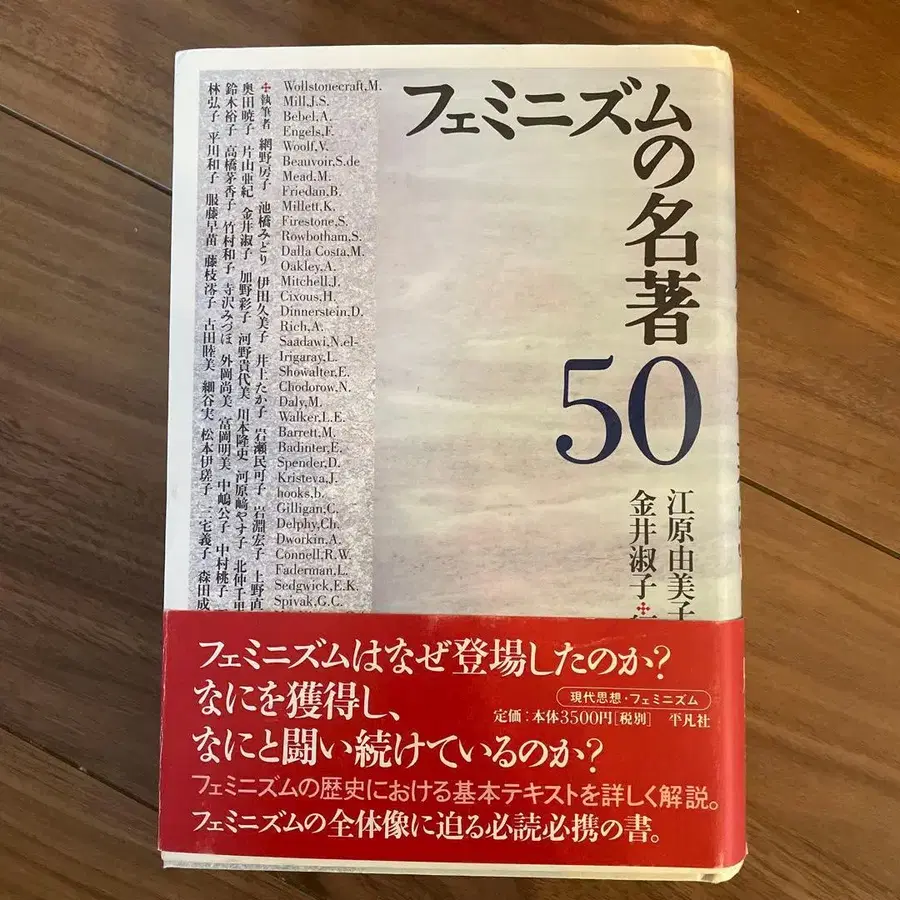 フェミニズムの名著
50
江原由美子
金井淑子✣
Wollstonecraft,M.
Mill,J.S.
Bebel,A.
Engels,F.
Woolf,V.
Beauvoir,S.de
Mead,M.
Friedan,B.
Millett,K.
Firestone,S.
Rowbotham,S.
Dalla Costa,M.
Oakley,A.
Mitchell,J.
Cixous,H.
Dinnerstein,D.
Rich,A.
Saadawi,N.el-
Irigaray,L.
Showalter,E.
Chodorow,N.
Daly,M.
Walker,L.E.
Barrett,M.
Badinter,E.
Spender,D.
Kristeva,J.
hooks,b.
Gilligan,C.
Delphy,Ch.
Dworkin,A.
Connell,R.W.
Faderman,L.
Sedgwick,E.K.
Spivak,G.C.
✣執筆者 網野房子 池橋みどり 伊田久美子 井上たか子 岩瀬民可子 岩淵宏子 上野直
奥田暁子 片山亜紀 金井淑子 加野彩子 河野貴代美 川本隆史 河原崎やす子 北仲千里
鈴木裕子 高橋茅香子 竹村和子 寺沢みづほ 外岡尚美 富岡明美 中嶋公子 中村桃子
林弘子 平川和子 服藤早苗 藤枝澪子 古田睦美 細谷実 松本伊瑳子 三宅義子 森田成
フェミニズムはなぜ登場したのか?
なにを獲得し、
なにと闘い続けているのか?
現代思想・フェミニズム
定価:本体3500円[税別] 平凡社
フェミニズムの歴史における基本テキストを詳しく解説。
フェミニズムの全体像に迫る必読必携の書。